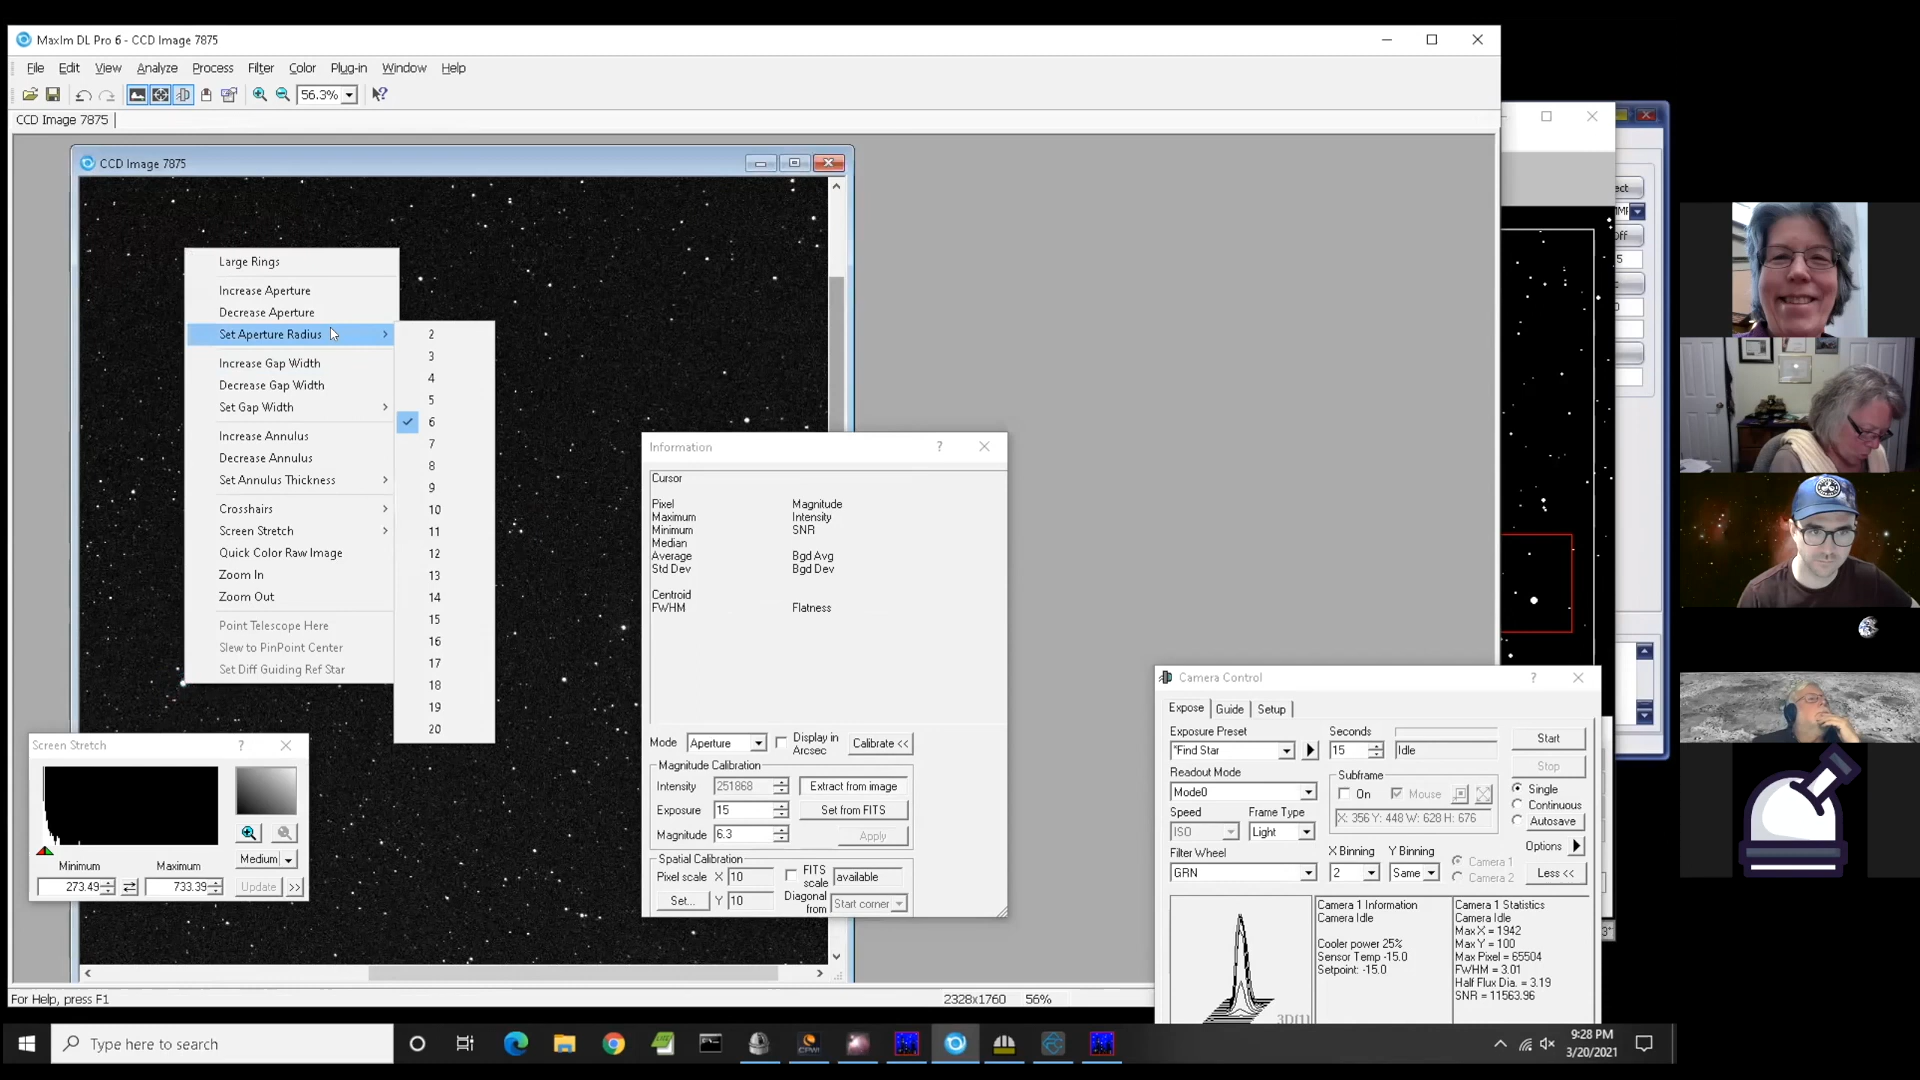 MaxIm DL Pro 6 - CCD Image 7875
File Edit View Analyze Process Filter Color Plug-in Window Help
56.3%
CCD Image 7875
CCD Image 7875
Large Rings
Increase Aperture
Decrease Aperture
Set Aperture Radius
Increase Gap Width
Decrease Gap Width
Set Gap Width
Increase Annulus
Decrease Annulus
Set Annulus Thickness
Crosshairs
Screen Stretch
Quick Color Raw Image
Zoom In
Zoom Out
Point Telescope Here
Slew to PinPoint Center
Set Diff Guiding Ref Star
2
3
4
5
6
7
8
9
10
11
12
13
14
15
16
17
18
19
20
Screen Stretch ?
Minimum Maximum
Medium
273.49 733.39 Update >>
Information ?
Cursor
Pixel Magnitude
Maximum Intensity
Minimum SNR
Median
Average Bgd Avg
Std Dev Bgd Dev
Centroid
FWHM Flatness
Mode Aperture Display in Arcsec Calibrate <<
Magnitude Calibration
Intensity 251868 Extract from image
Exposure 15 Set from FITS
Magnitude 6.3 Apply
Spatial Calibration
Pixel scale X 10 FITS scale available
Set... Y 10 Diagonal from Start corner
Camera Control ?
Expose Guide Setup
Exposure Preset Seconds
*Find Star 15 Idle Start
Readout Mode Subframe Stop
Mode0 On Mouse Single
Speed Frame Type X: 356 Y: 448 W: 628 H: 676 Continuous
ISO Light Autosave
Filter Wheel X Binning Y Binning Options
GRN 2 Same Camera 1
Camera 2 Less <<
Camera 1 Information
Camera Idle
Cooler power 25%
Sensor Temp -15.0
Setpoint: -15.0
Camera 1 Statistics
Camera Idle
Max X = 1942
Max Y = 100
Max Pixel = 65504
FWHM = 3.01
Half Flux Dia. = 3.19
SNR = 11563.96
3D[1]
ect
Off
5
0
For Help, press F1 2328x1760 56%
Type here to search
9:28 PM
3/20/2021